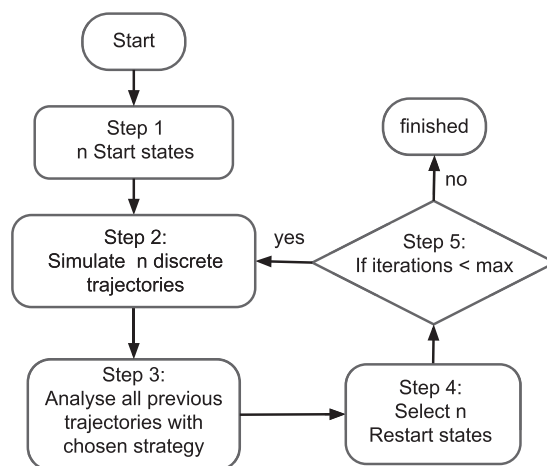 Start
Step 1
n Start states
Step 2:
Simulate n discrete
trajectories
Step 3:
Analyse all previous
trajectories with
chosen strategy
Step 4:
Select n
Restart states
Step 5:
If iterations < max
yes
no
finished